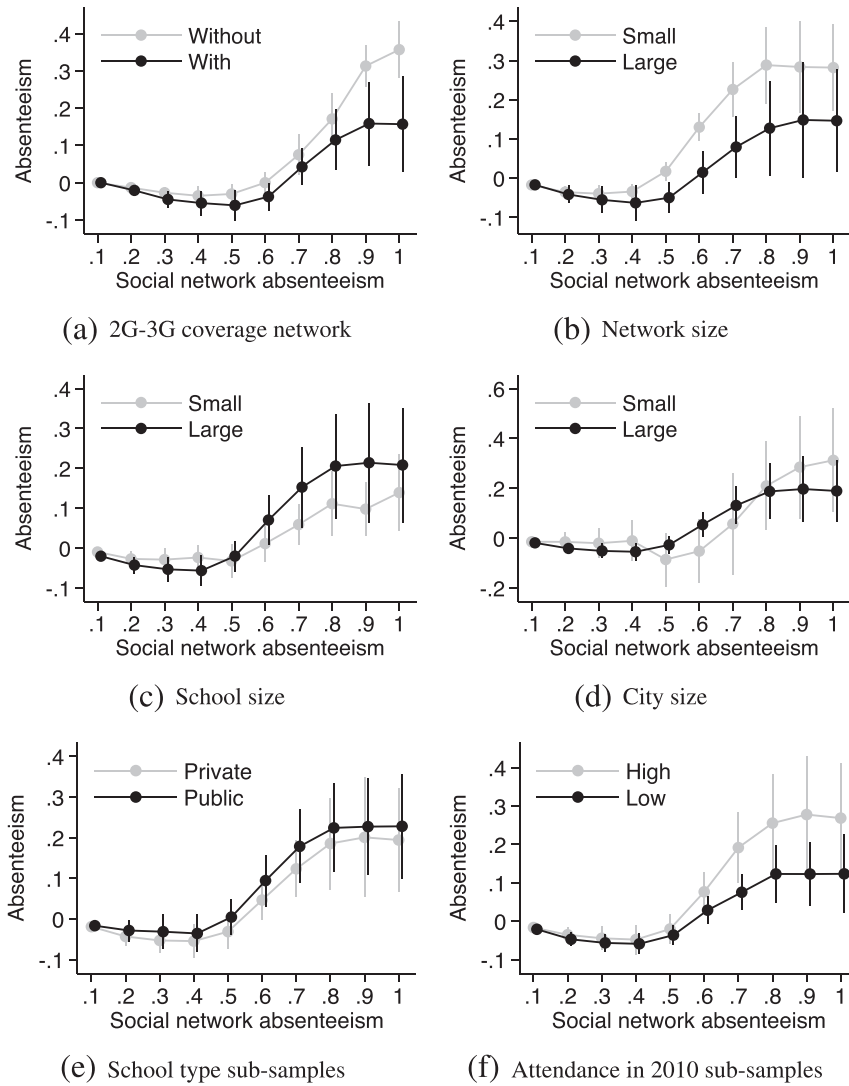 .4
.3
.2
.1
0
-.1
Absenteeism
Without
With
.1 .2 .3 .4 .5 .6 .7 .8 .9 1
Social network absenteeism
(a) 2G-3G coverage network
.4
.3
.2
.1
0
-.1
Absenteeism
Small
Large
.1 .2 .3 .4 .5 .6 .7 .8 .9 1
Social network absenteeism
(b) Network size
.4
.3
.2
.1
0
-.1
Absenteeism
Small
Large
.1 .2 .3 .4 .5 .6 .7 .8 .9 1
Social network absenteeism
(c) School size
.6
.4
.2
0
-.2
Absenteeism
Small
Large
.1 .2 .3 .4 .5 .6 .7 .8 .9 1
Social network absenteeism
(d) City size
.4
.3
.2
.1
0
-.1
Absenteeism
Private
Public
.1 .2 .3 .4 .5 .6 .7 .8 .9 1
Social network absenteeism
(e) School type sub-samples
.4
.3
.2
.1
0
-.1
Absenteeism
High
Low
.1 .2 .3 .4 .5 .6 .7 .8 .9 1
Social network absenteeism
(f) Attendance in 2010 sub-samples